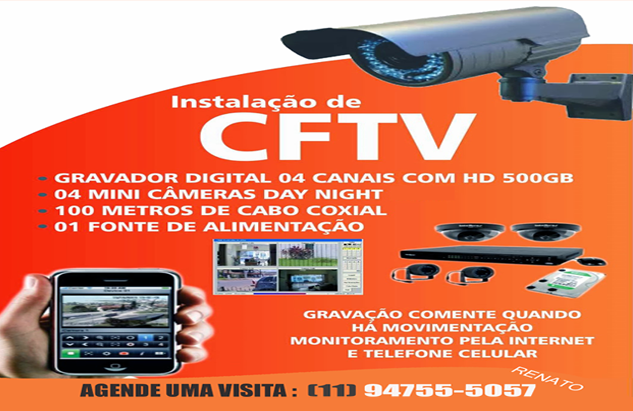 Instalação de
CFTV
• GRAVADOR DIGITAL 04 CANAIS COM HD 500GB
• 04 MINI CÂMERAS DAY NIGHT
• 100 METROS DE CABO COXIAL
• 01 FONTE DE ALIMENTAÇÃO
GRAVAÇÃO COMENTE QUANDO
HÁ MOVIMENTAÇÃO
MONITORAMENTO PELA INTERNET
E TELEFONE CELULAR
AGENDE UMA VISITA : (11) 94755-5057
RENATO